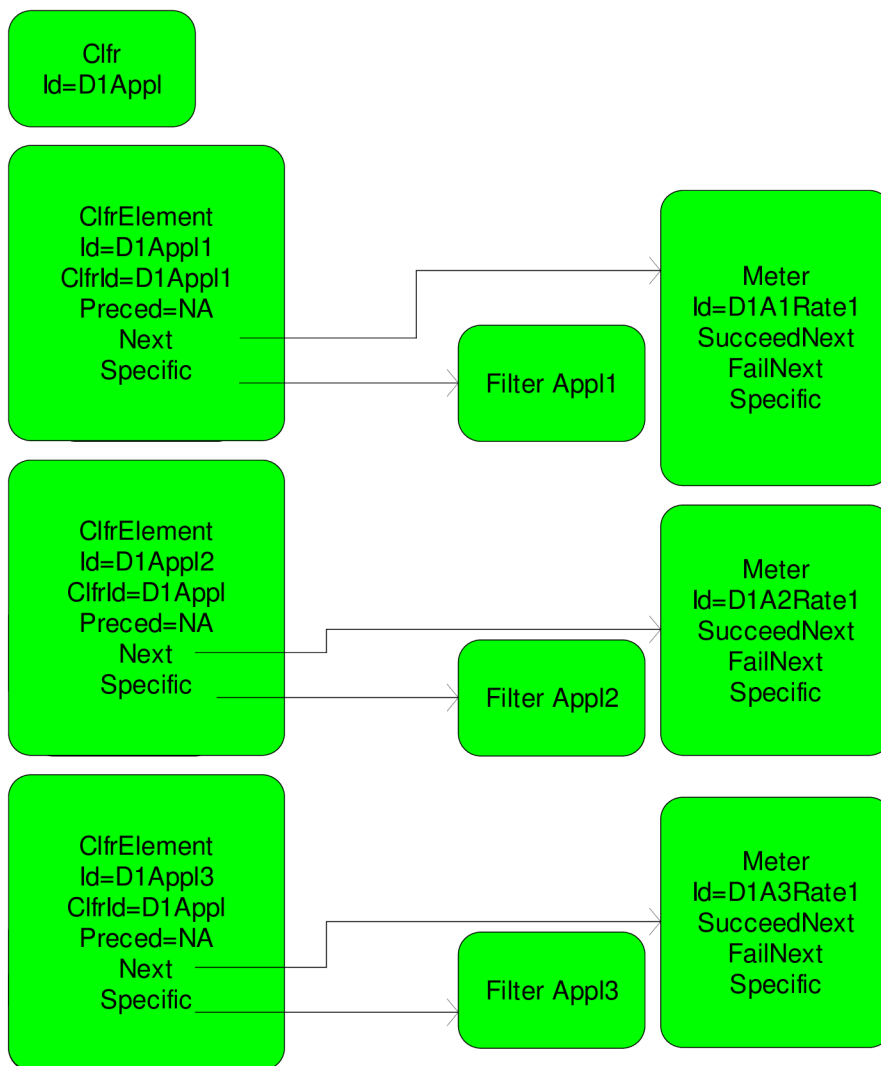 Clfr
Id=D1Appl
ClfrElement
Id=D1Appl1
ClfrId=D1Appl1
Preced=NA
Next
Specific
Filter Appl1
Meter
Id=D1A1Rate1
SucceedNext
FailNext
Specific
ClfrElement
Id=D1Appl2
ClfrId=D1Appl
Preced=NA
Next
Specific
Filter Appl2
Meter
Id=D1A2Rate1
SucceedNext
FailNext
Specific
ClfrElement
Id=D1Appl3
ClfrId=D1Appl
Preced=NA
Next
Specific
Filter Appl3
Meter
Id=D1A3Rate1
SucceedNext
FailNext
Specific